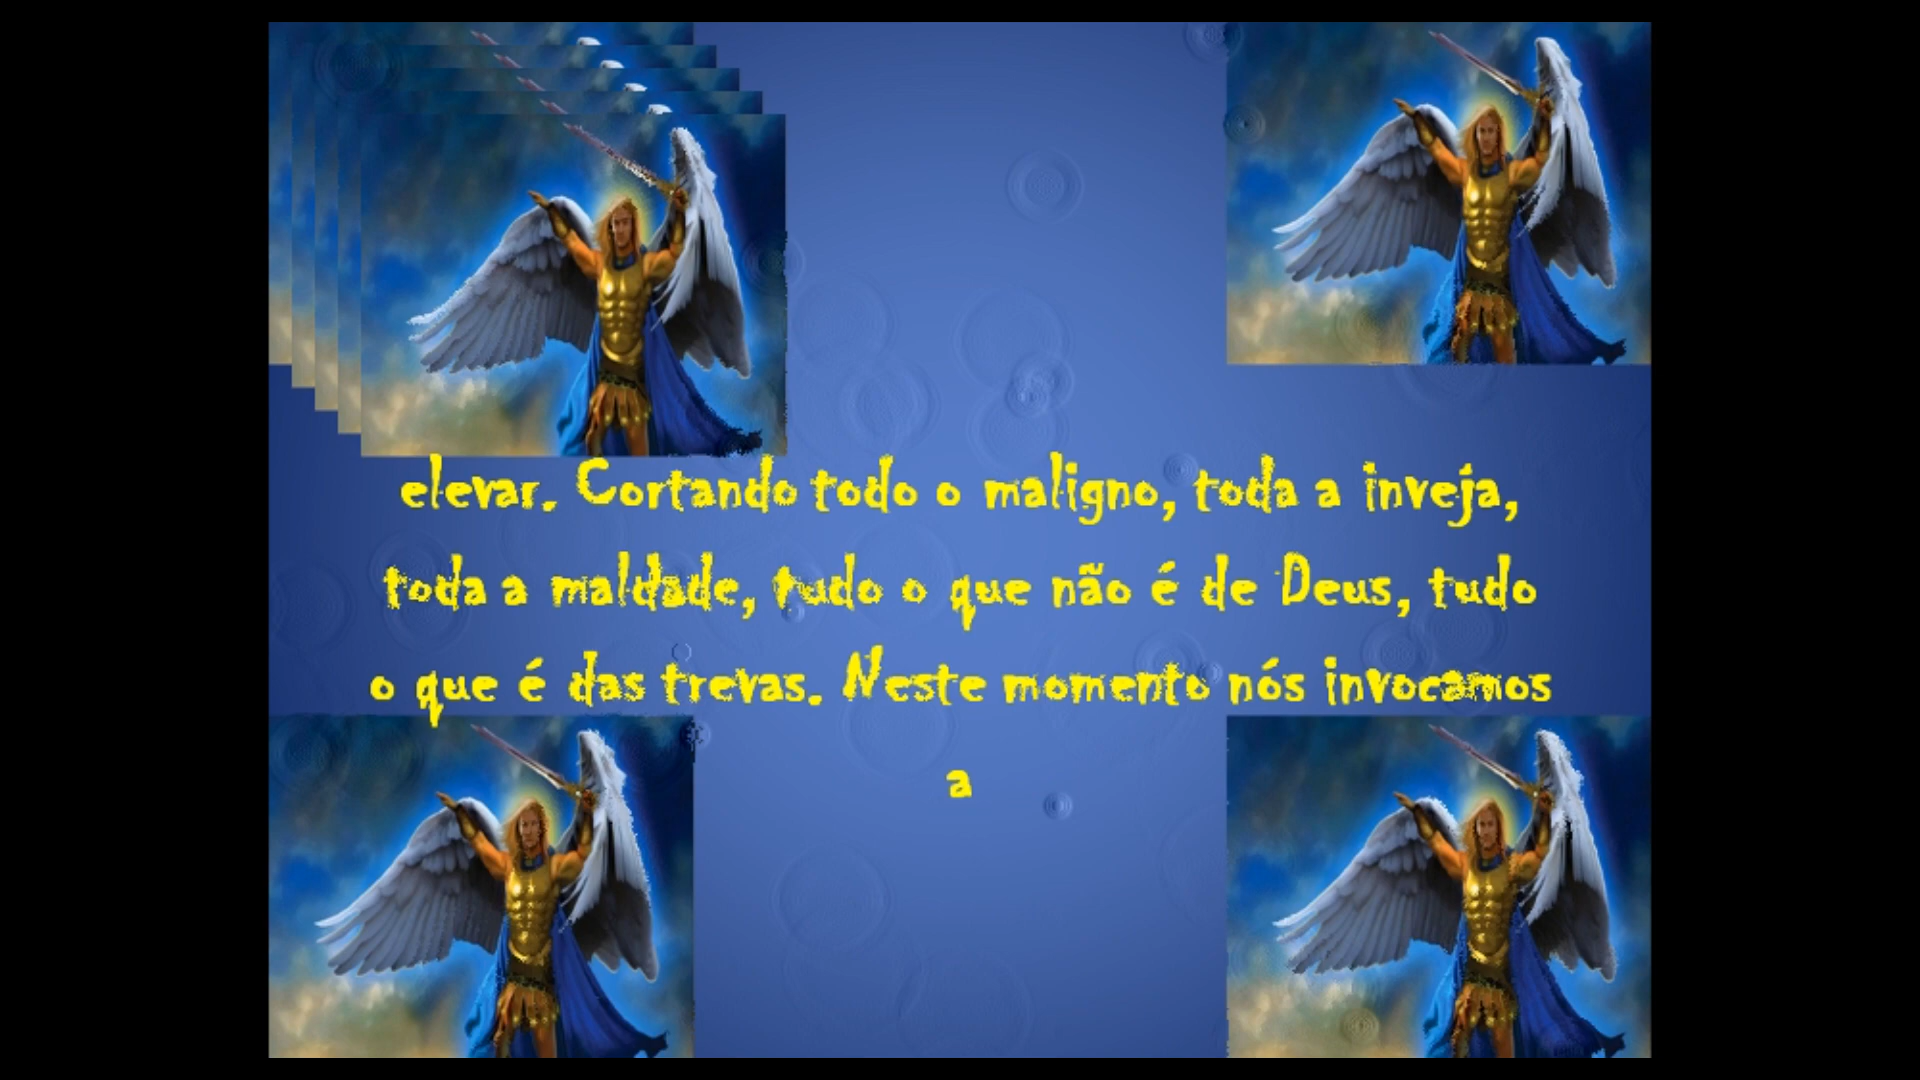 elevar. Cortando todo o maligno, toda a inveja,
toda a maldade, tudo o que não é de Deus, tudo
o que é das trevas. Neste momento nós invocamos
a